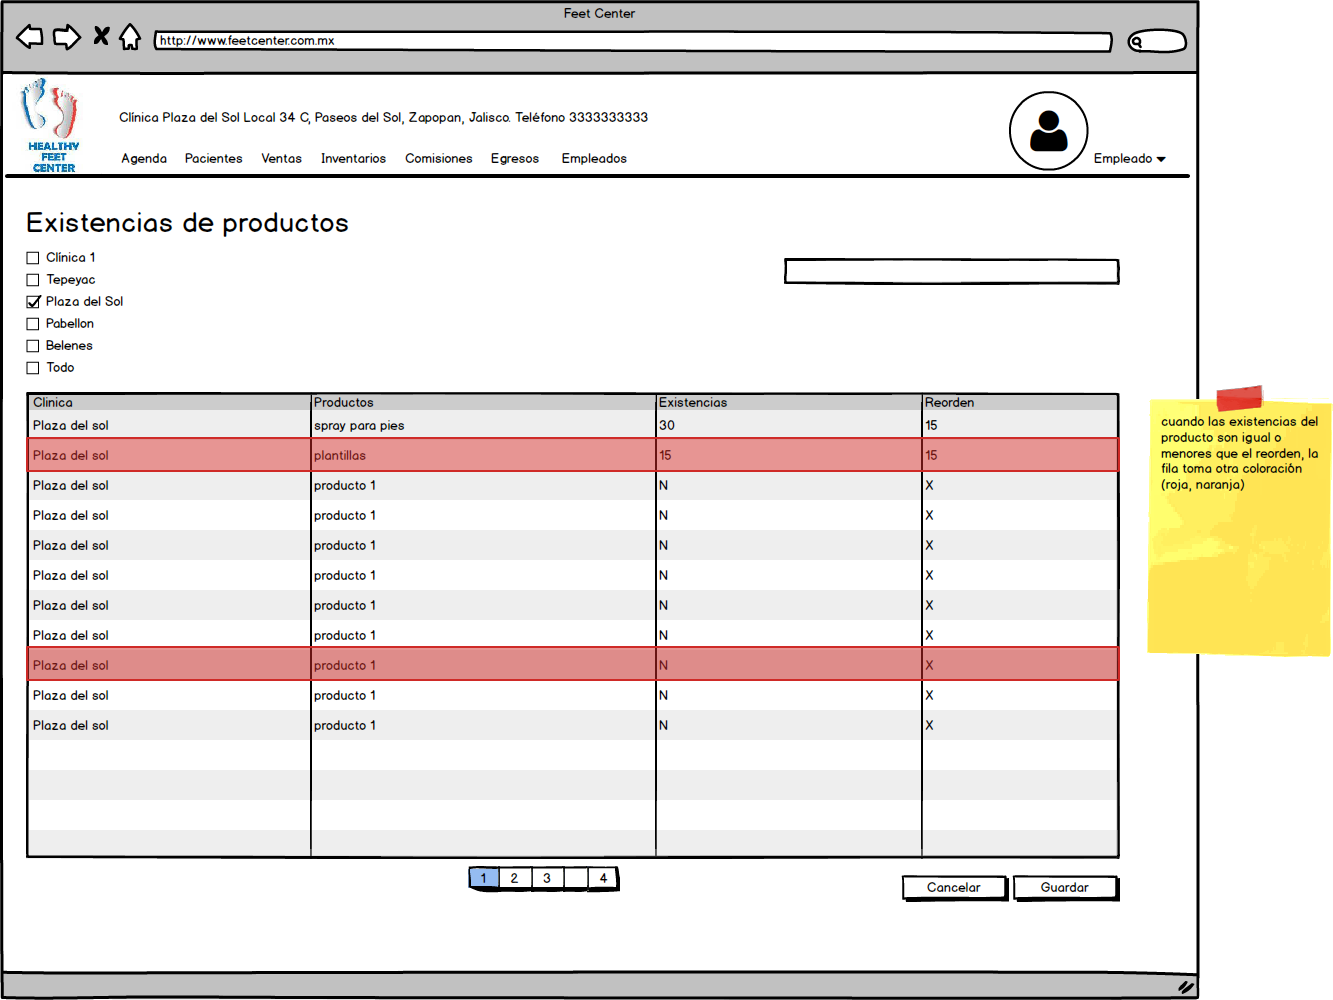 Feet Center
http://www.feetcenter.com.mx
HEALTHY
FEET
CENTER
Clínica Plaza del Sol Local 34 C, Paseos del Sol, Zapopan, Jalisco. Teléfono 3333333333
Agenda Pacientes Ventas Inventarios Comisiones Egresos Empleados
Empleado
Existencias de productos
Clínica 1
Tepeyac
Plaza del Sol
Pabellon
Belenes
Todo
Clinica Productos Existencias Reorden
Plaza del sol spray para pies 30 15
Plaza del sol plantillas 15 15
Plaza del sol producto 1 N X
Plaza del sol producto 1 N X
Plaza del sol producto 1 N X
Plaza del sol producto 1 N X
Plaza del sol producto 1 N X
Plaza del sol producto 1 N X
Plaza del sol producto 1 N X
Plaza del sol producto 1 N X
Plaza del sol producto 1 N X
cuando las existencias del
producto son igual o
menores que el reorden, la
fila toma otra coloración
(roja, naranja)
1 2 3 4
Cancelar Guardar